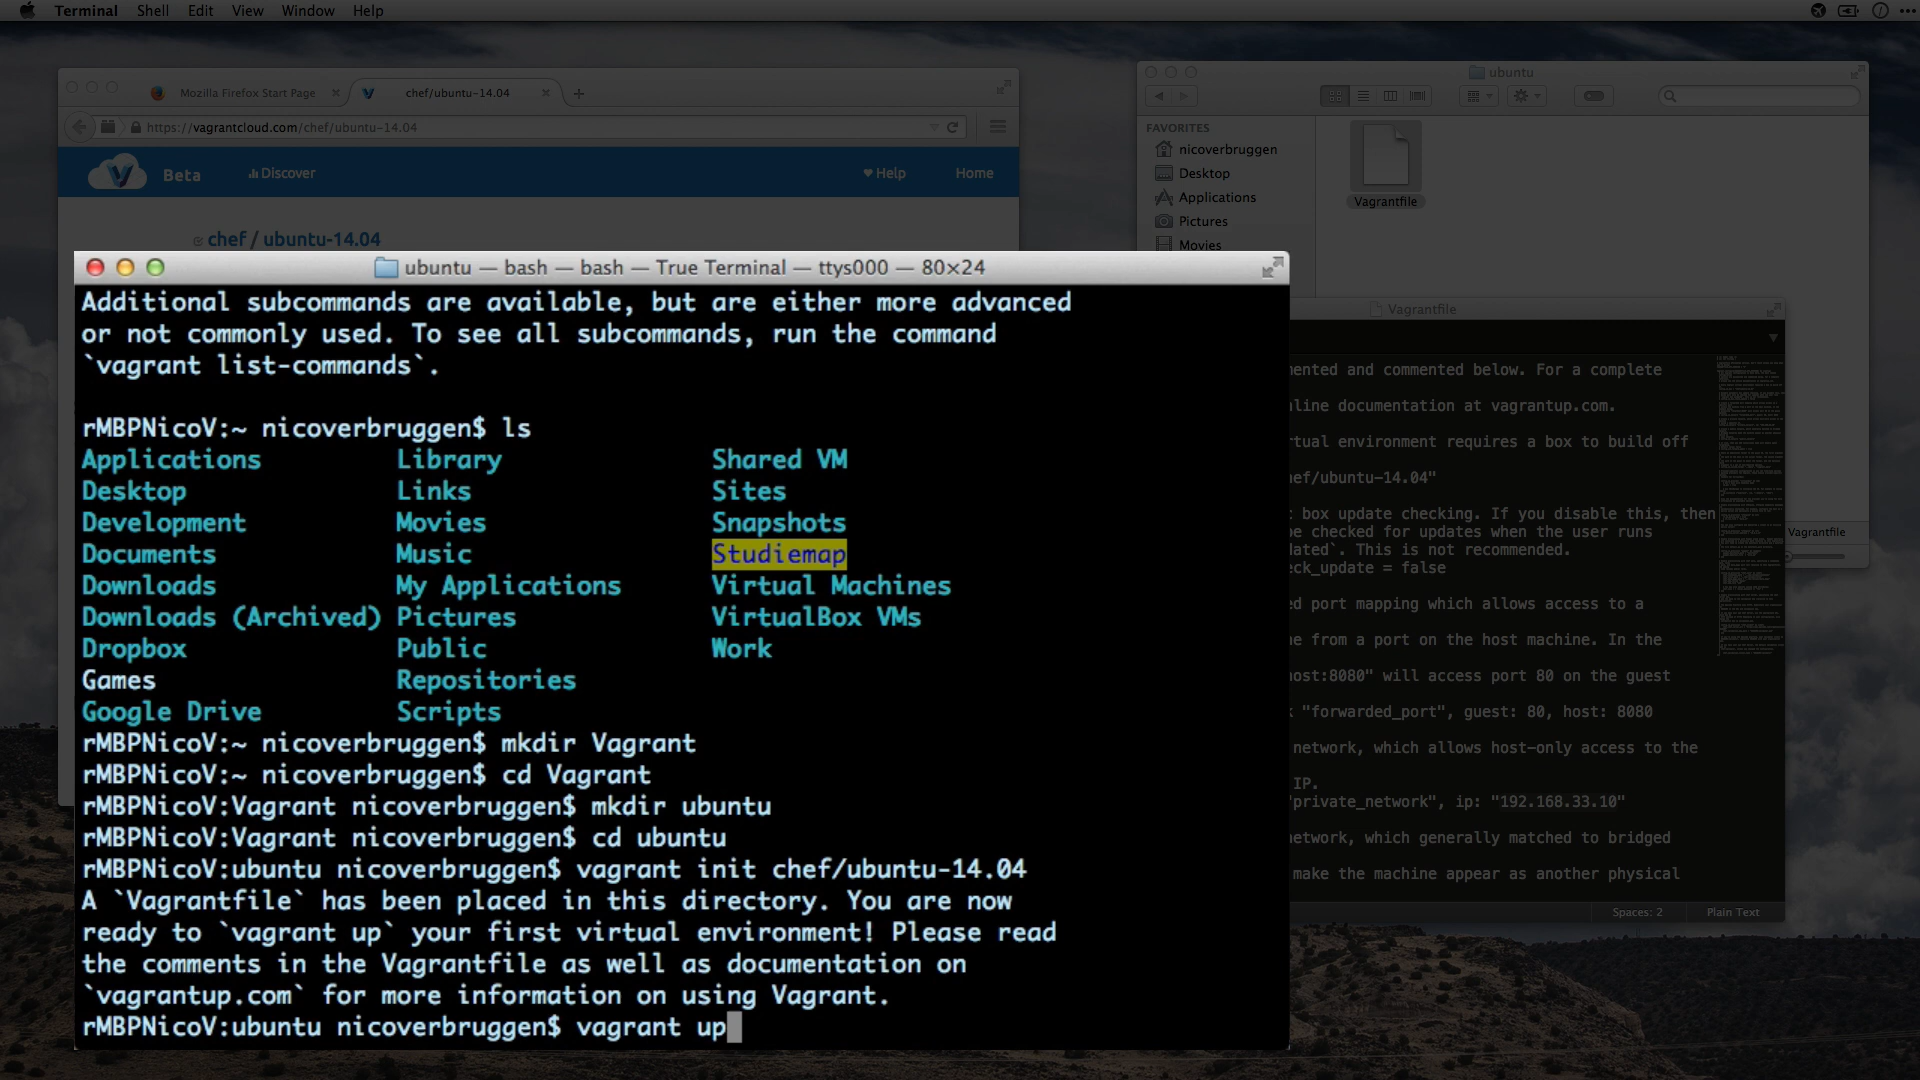 Terminal Shell Edit View Window Help
Mozilla Firefox Start Page
chef/ubuntu-14.04
https://vagrantcloud.com/chef/ubuntu-14.04
Beta
Discover
Help
Home
chef / ubuntu-14.04
ubuntu
FAVORITES
nicoverbruggen
Desktop
Applications
Pictures
Movies
Vagrantfile
ubuntu — bash — bash — True Terminal — ttys000 — 80×24
Additional subcommands are available, but are either more advanced
or not commonly used. To see all subcommands, run the command
`vagrant list-commands`.
rMBPNicoV:~ nicoverbruggen$ ls
Applications Library Shared VM
Desktop Links Sites
Development Movies Snapshots
Documents Music Studiemap
Downloads My Applications Virtual Machines
Downloads (Archived) Pictures VirtualBox VMs
Dropbox Public Work
Games Repositories
Google Drive Scripts
rMBPNicoV:~ nicoverbruggen$ mkdir Vagrant
rMBPNicoV:~ nicoverbruggen$ cd Vagrant
rMBPNicoV:Vagrant nicoverbruggen$ mkdir ubuntu
rMBPNicoV:Vagrant nicoverbruggen$ cd ubuntu
rMBPNicoV:ubuntu nicoverbruggen$ vagrant init chef/ubuntu-14.04
A `Vagrantfile` has been placed in this directory. You are now
ready to `vagrant up` your first virtual environment! Please read
the comments in the Vagrantfile as well as documentation on
`vagrantup.com` for more information on using Vagrant.
rMBPNicoV:ubuntu nicoverbruggen$ vagrant up
Vagrantfile
mented and commented below. For a complete
line documentation at vagrantup.com.
rtual environment requires a box to build off
ef/ubuntu-14.04"
box update checking. If you disable this, then
be checked for updates when the user runs
dated`. This is not recommended.
ck_update = false
d port mapping which allows access to a
e from a port on the host machine. In the
ost:8080" will access port 80 on the guest
"forwarded_port", guest: 80, host: 8080
network, which allows host-only access to the
IP.
private_network", ip: "192.168.33.10"
etwork, which generally matched to bridged
make the machine appear as another physical
Spaces: 2
Plain Text
Vagrantfile